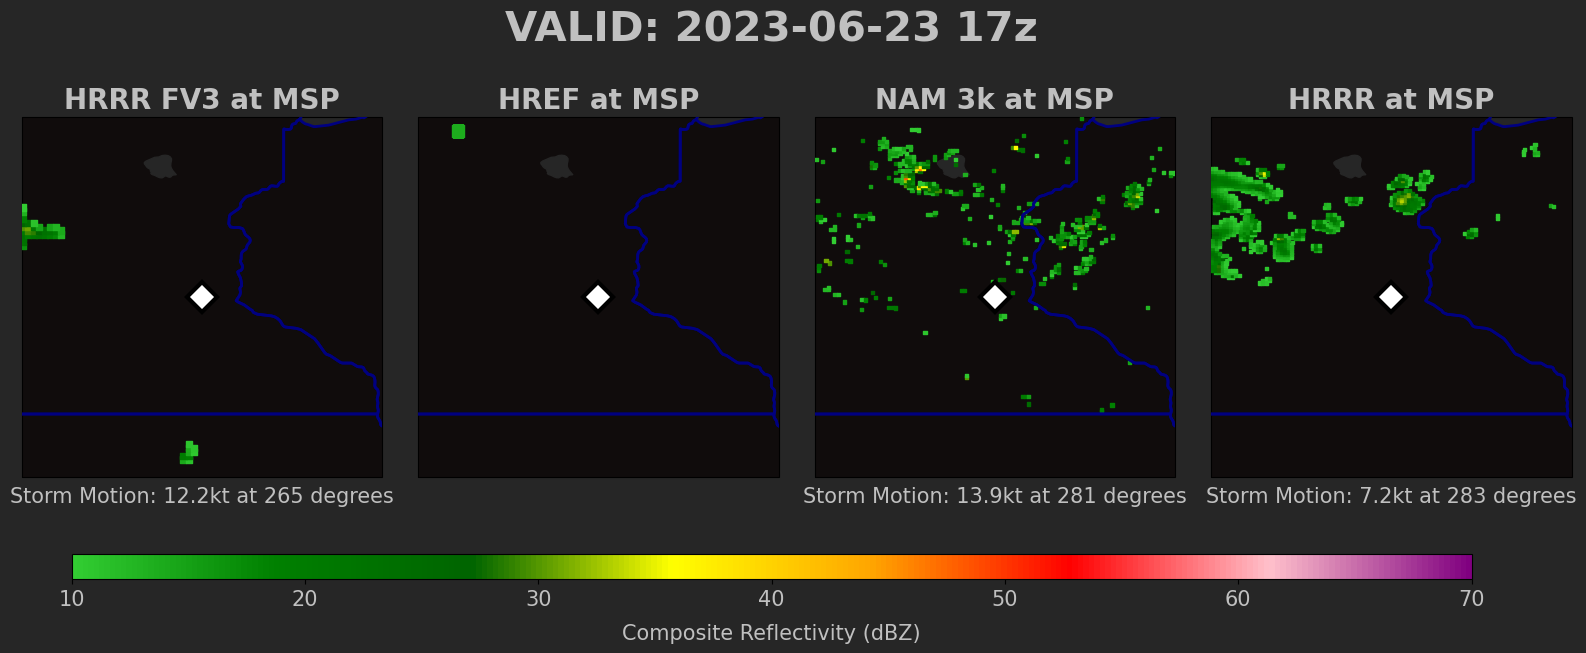 VALID: 2023-06-23 17z
HRRR FV3 at MSP
HREF at MSP
NAM 3k at MSP
HRRR at MSP
Storm Motion: 12.2kt at 265 degrees
Storm Motion: 13.9kt at 281 degrees
Storm Motion: 7.2kt at 283 degrees
10 20 30 40 50 60 70
Composite Reflectivity (dBZ)